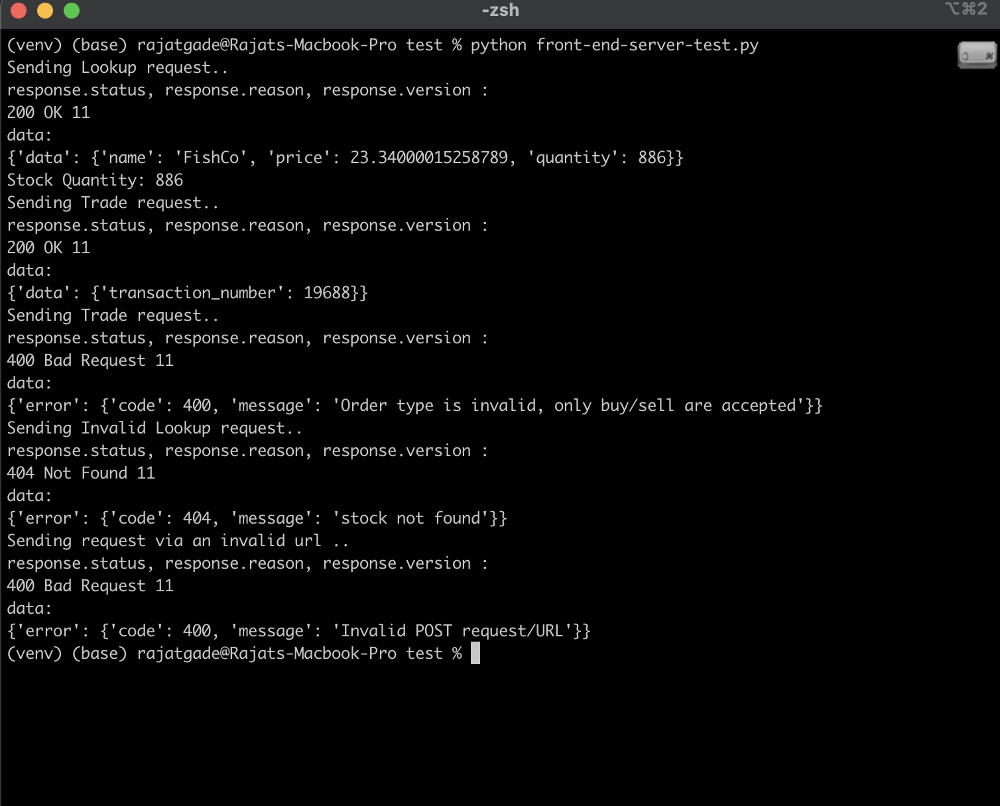 -zsh
⌥⌘2
(venv) (base) rajatgade@Rajats-Macbook-Pro test % python front-end-server-test.py
Sending Lookup request..
response.status, response.reason, response.version :
200 OK 11
data:
{'data': {'name': 'FishCo', 'price': 23.34000015258789, 'quantity': 886}}
Stock Quantity: 886
Sending Trade request..
response.status, response.reason, response.version :
200 OK 11
data:
{'data': {'transaction_number': 19688}}
Sending Trade request..
response.status, response.reason, response.version :
400 Bad Request 11
data:
{'error': {'code': 400, 'message': 'Order type is invalid, only buy/sell are accepted'}}
Sending Invalid Lookup request..
response.status, response.reason, response.version :
404 Not Found 11
data:
{'error': {'code': 404, 'message': 'stock not found'}}
Sending request via an invalid url ..
response.status, response.reason, response.version :
400 Bad Request 11
data:
{'error': {'code': 400, 'message': 'Invalid POST request/URL'}}
(venv) (base) rajatgade@Rajats-Macbook-Pro test %